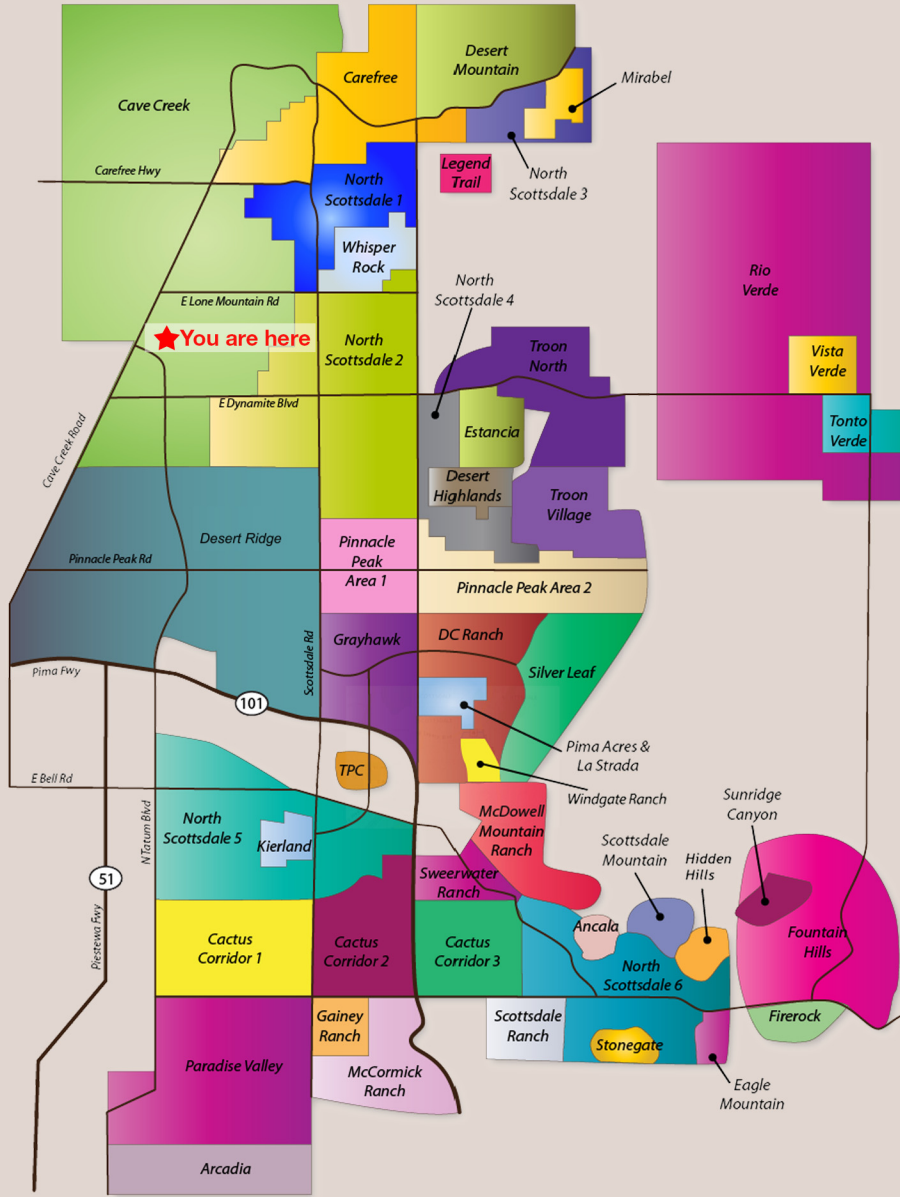 Desert
Mountain
Carefree
Mirabel
Cave Creek
Carefree Hwy
Legend
Trail
North
Scottsdale 3
North
Scottsdale 1
Whisper
Rock
Rio
Verde
North
Scottsdale 4
E Lone Mountain Rd
You are here
North
Scottsdale 2
Troon
North
Vista
Verde
E Dynamite Blvd
Cave Creek Road
Estancia
Tonto
Verde
Desert
Highlands
Troon
Village
Desert Ridge
Pinnacle Peak Rd
Pinnacle
Peak
Area 1
Pinnacle Peak Area 2
Scottsdale Rd
Grayhawk
DC Ranch
Silver Leaf
Pima Fwy
101
Pima Acres &
La Strada
TPC
E Bell Rd
Windgate Ranch
N Tatum Blvd
North
Scottsdale 5
Kierland
McDowell
Mountain
Ranch
Sunridge
Canyon
Scottsdale
Mountain
Hidden
Hills
51
Sweerwater
Ranch
Piestewa Fwy
Cactus
Corridor 1
Cactus
Corridor 2
Cactus
Corridor 3
Ancala
North
Scottsdale 6
Fountain
Hills
Gainey
Ranch
Scottsdale
Ranch
Stonegate
Firerock
Paradise Valley
McCormick
Ranch
Eagle
Mountain
Arcadia